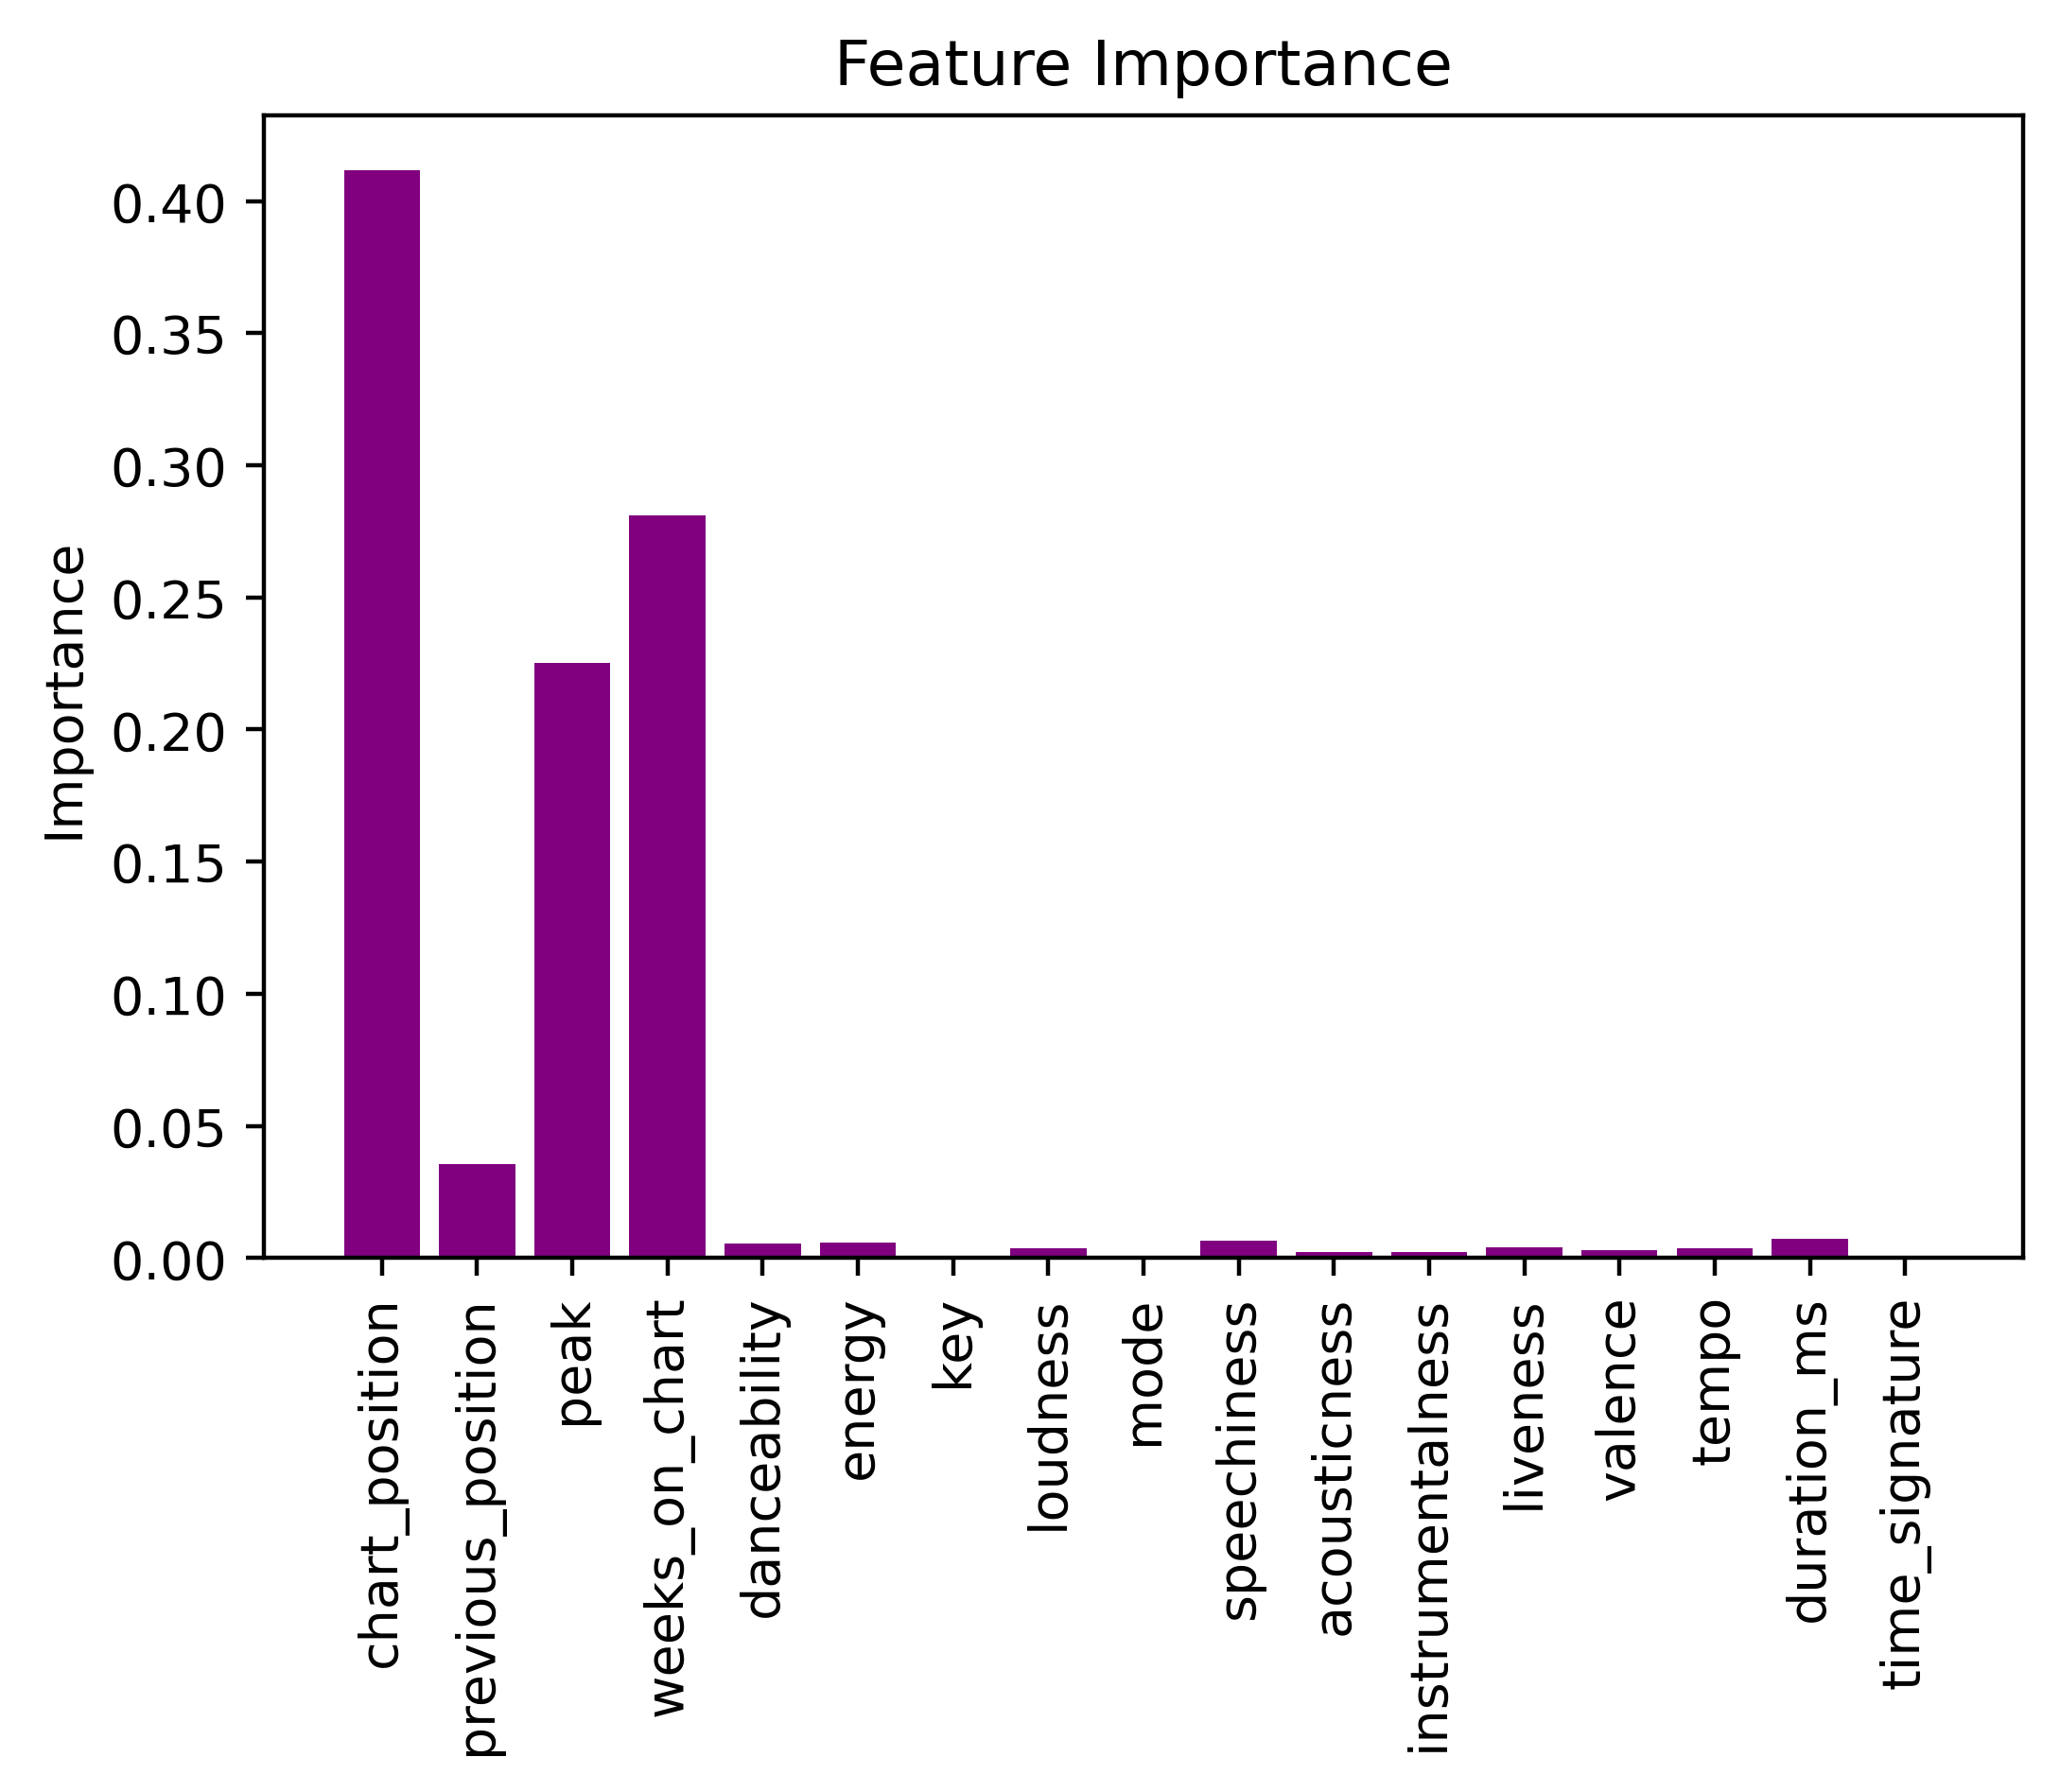 Feature Importance
Importance
0.40
0.35
0.30
0.25
0.20
0.15
0.10
0.05
0.00
chart_position
previous_position
peak
weeks_on_chart
danceability
energy
key
loudness
mode
speechiness
acousticness
instrumentalness
liveness
valence
tempo
duration_ms
time_signature